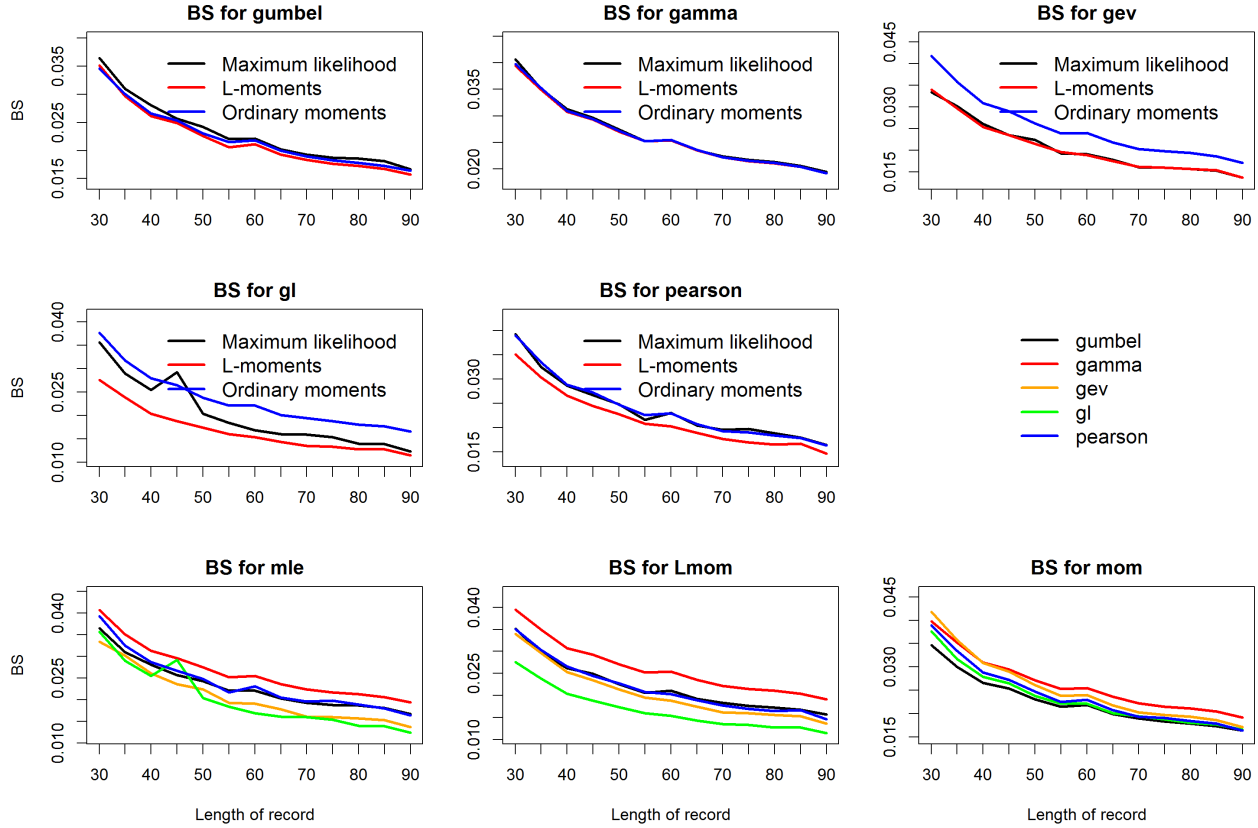 BS for gumbel
BS
0.015 0.025 0.035
Maximum likelihood
L-moments
Ordinary moments
30 40 50 60 70 80 90
BS for gamma
0.020 0.035
Maximum likelihood
L-moments
Ordinary moments
30 40 50 60 70 80 90
BS for gev
0.015 0.030 0.045
Maximum likelihood
L-moments
Ordinary moments
30 40 50 60 70 80 90
BS for gl
BS
0.010 0.025 0.040
Maximum likelihood
L-moments
Ordinary moments
30 40 50 60 70 80 90
BS for pearson
0.015 0.030
Maximum likelihood
L-moments
Ordinary moments
30 40 50 60 70 80 90
gumbel
gamma
gev
gl
pearson
BS for mle
BS
0.010 0.025 0.040
30 40 50 60 70 80 90
Length of record
BS for Lmom
0.010 0.025 0.040
30 40 50 60 70 80 90
Length of record
BS for mom
0.015 0.030 0.045
30 40 50 60 70 80 90
Length of record